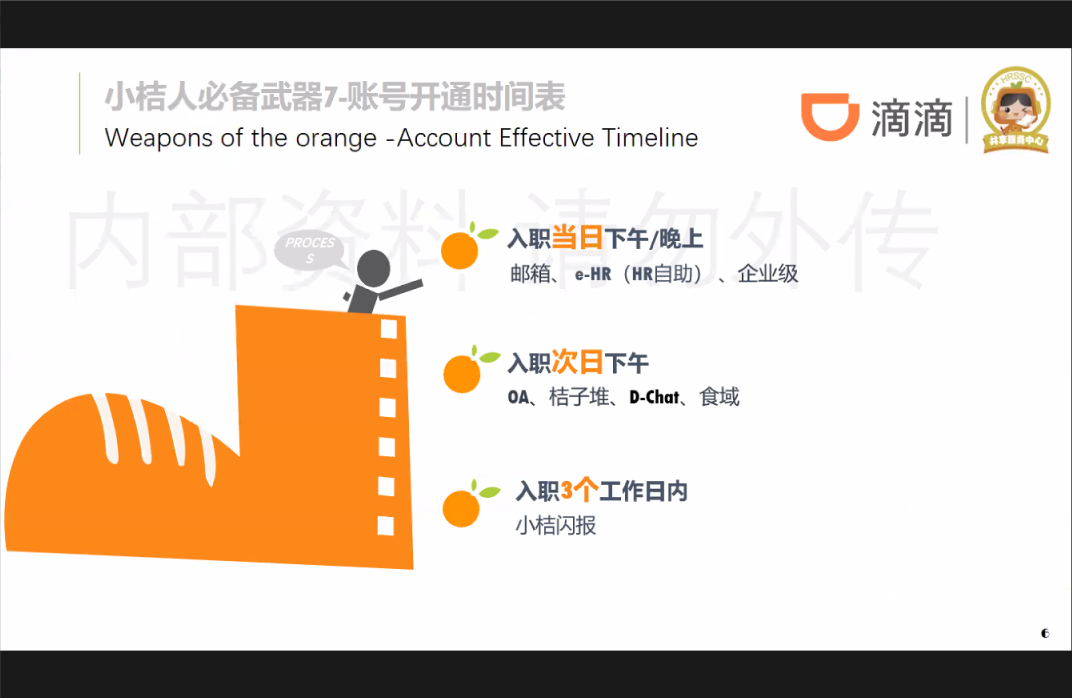 小桔人必备武器7-账号开通时间表
Weapons of the orange -Account Effective Timeline
滴滴
HRSSC
共享服务中心
内部资料 请勿外传
PROCES
S
入职当日下午/晚上
邮箱、 e-HR（HR自助） 、企业级
入职次日下午
OA、桔子堆、D-Chat、食域
入职3个工作日内
小桔闪报
6